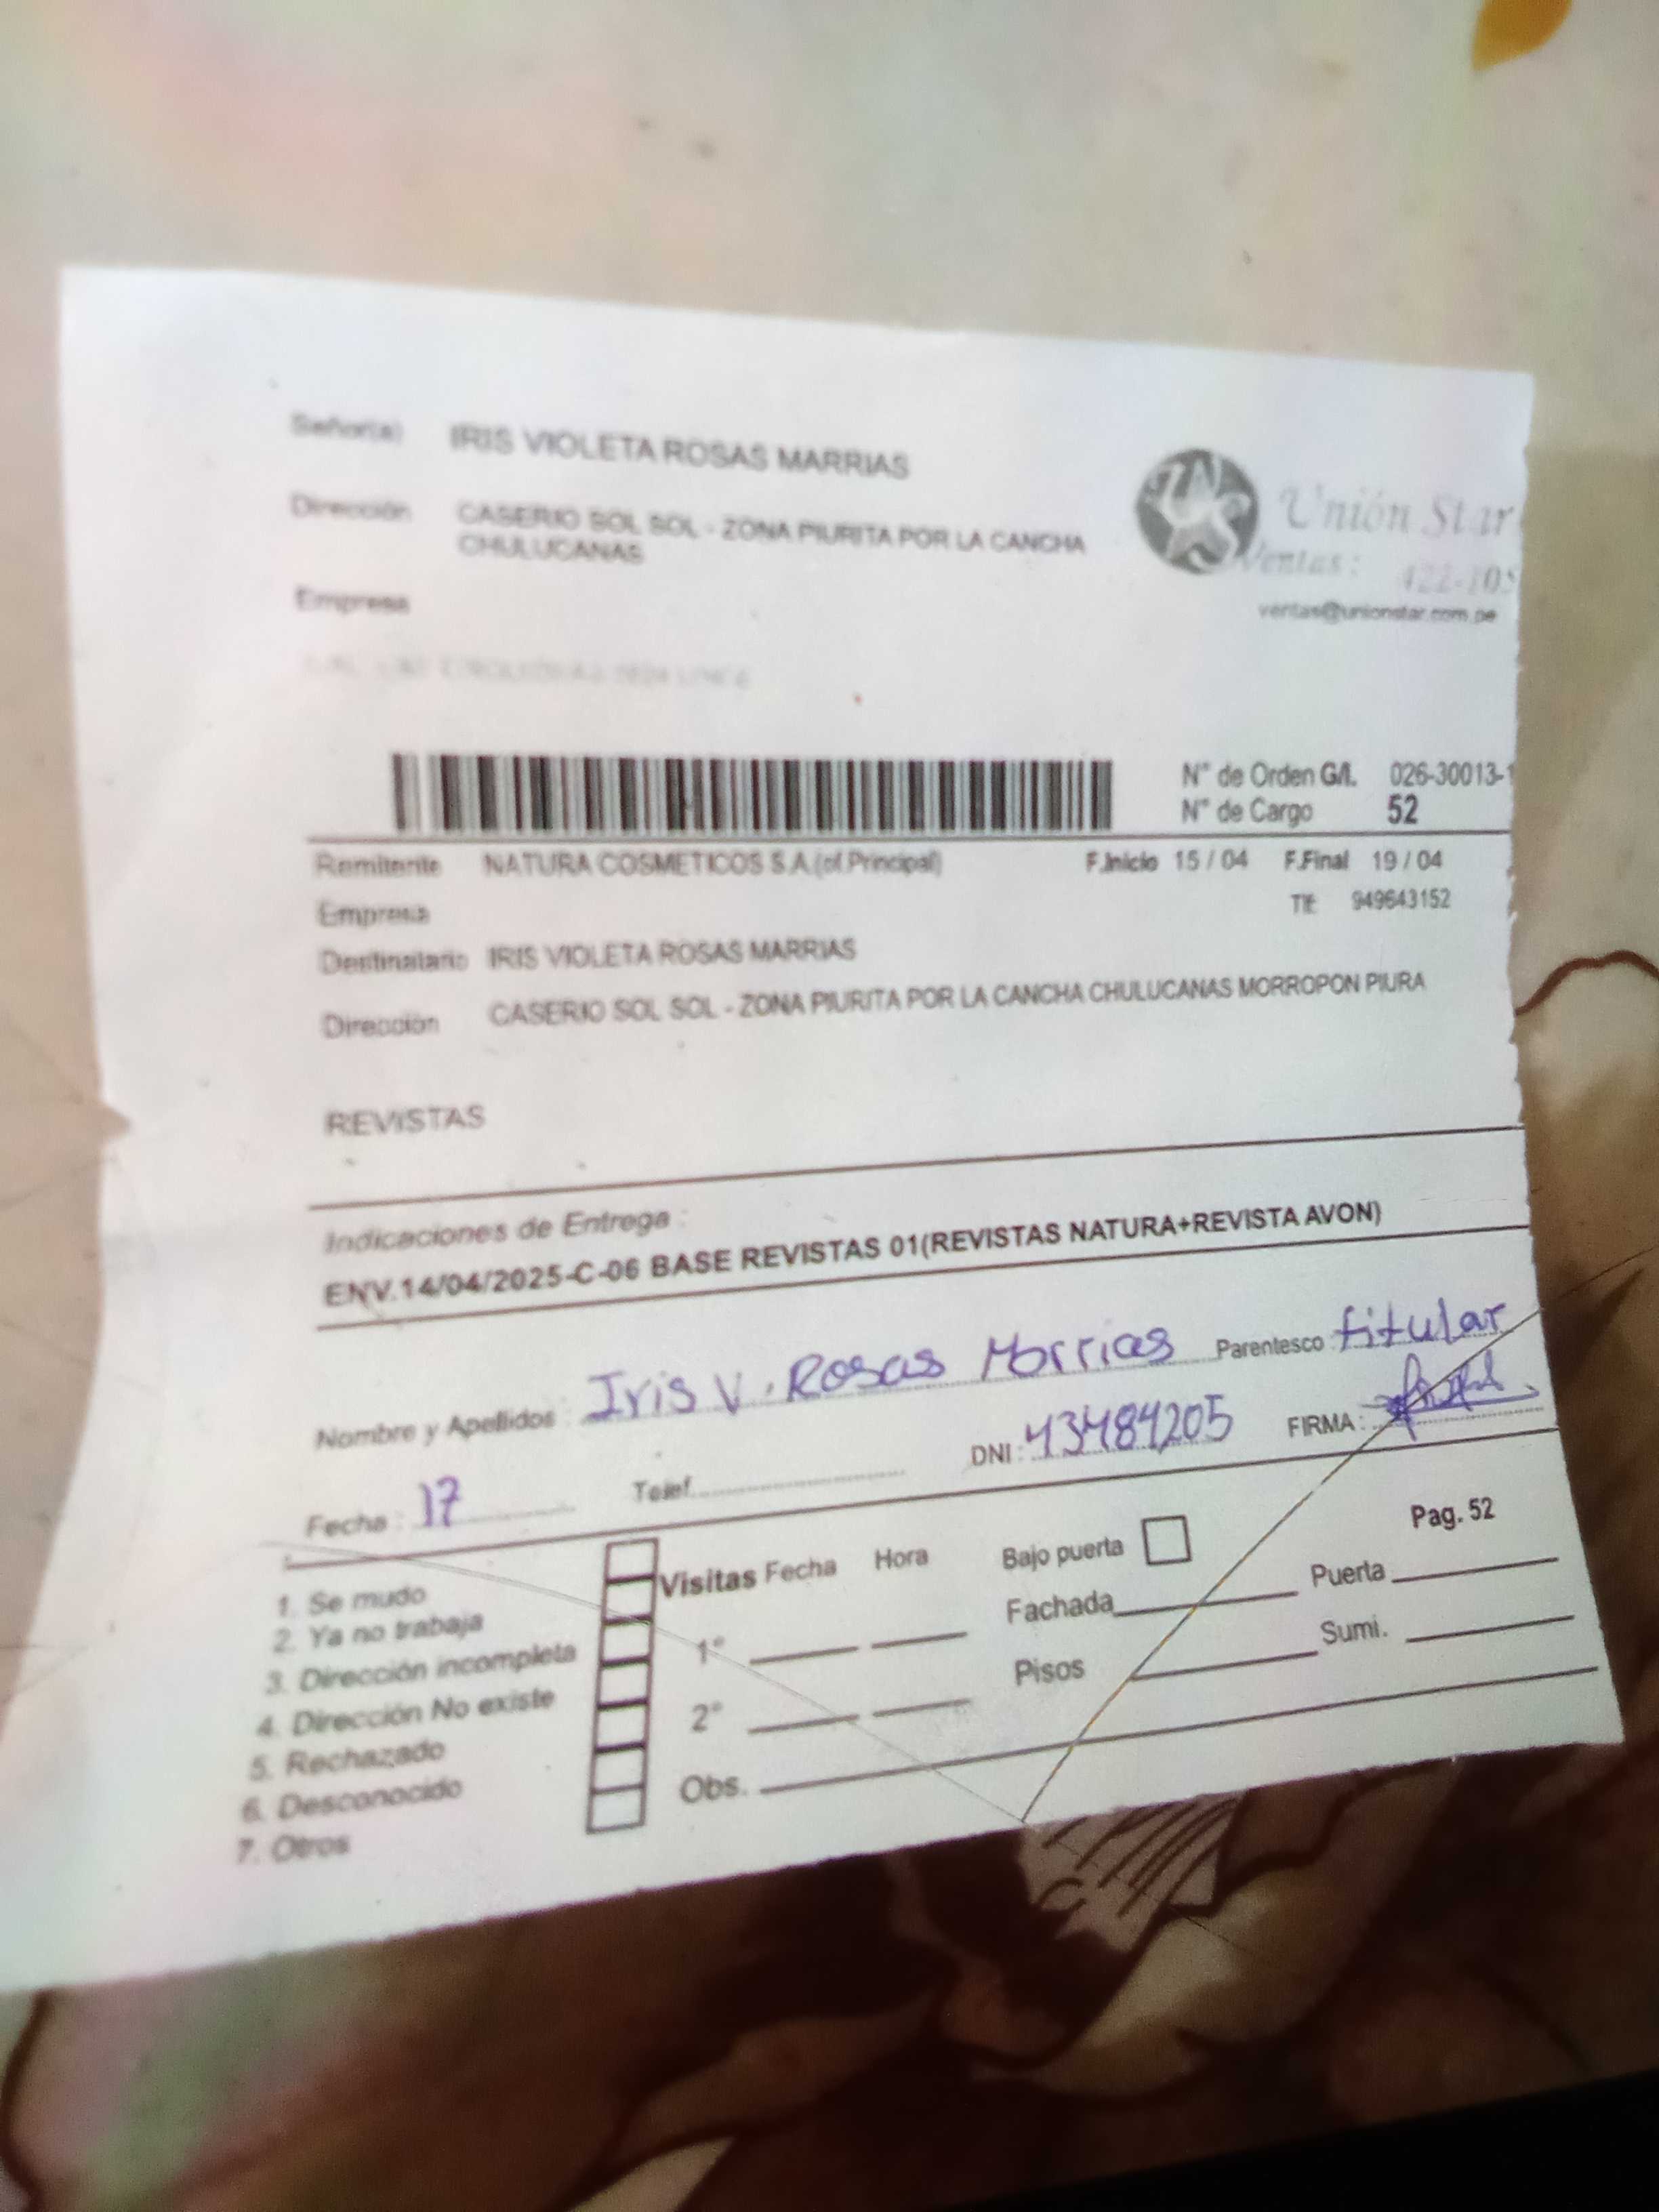 Señor(a) IRIS VIOLETA ROSAS MARRIAS
Dirección CASERIO SOL SOL - ZONA PIURITA POR LA CANCHA
CHULUCANAS
Empresa
Unión Star
Ventas: 422-105
ventas@unionstar.com.pe
N° de Orden G/I. 026-30013-1
N° de Cargo 52
Remitente NATURA COSMETICOS S.A.(of.Principal) F.Inicio 15 / 04 F.Final 19 / 04
Empresa Tlf: 949643152
Destinatario IRIS VIOLETA ROSAS MARRIAS
Dirección CASERIO SOL SOL - ZONA PIURITA POR LA CANCHA CHULUCANAS MORROPON PIURA
REVISTAS
Indicaciones de Entrega :
ENV.14/04/2025-C-06 BASE REVISTAS 01(REVISTAS NATURA+REVISTA AVON)
Nombre y Apellidos : Iris V. Rosas Morrias Parentesco : titular
Fecha : 17 Telef. DNI : 43484205 FIRMA :
Pag. 52
1. Se mudo
2. Ya no trabaja
3. Dirección incompleta
4. Dirección No existe
5. Rechazado
6. Desconocido
7. Otros
Visitas Fecha Hora
1°
2°
Obs.
Bajo puerta
Fachada Puerta
Pisos Sumi.